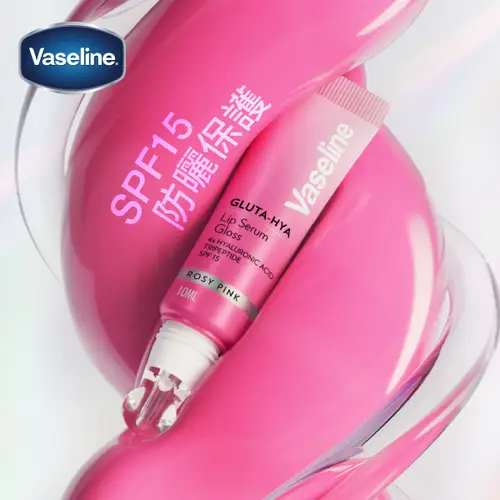 Vaseline
SPF15
防曬保護
Vaseline
GLUTA-HYA
Lip Serum
Gloss
4x HYALURONIC ACID
TRIPEPTIDE
SPF 15
ROSY PINK
10ML